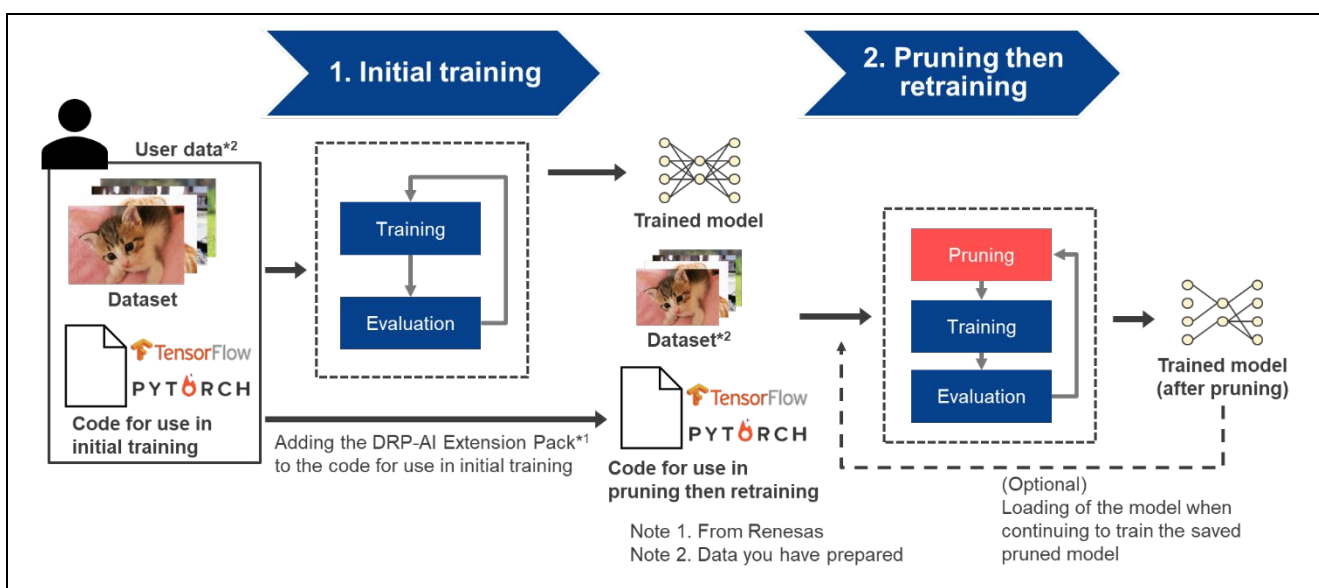 1. Initial training
2. Pruning then
retraining
User data*2
Dataset
TensorFlow
PYTORCH
Code for use in
initial training
Training
Evaluation
Adding the DRP-AI Extension Pack*1
to the code for use in initial training
Trained model
Dataset*2
TensorFlow
PYTORCH
Code for use in
pruning then retraining
Note 1. From Renesas
Note 2. Data you have prepared
Pruning
Training
Evaluation
Trained model
(after pruning)
(Optional)
Loading of the model when
continuing to train the saved
pruned model